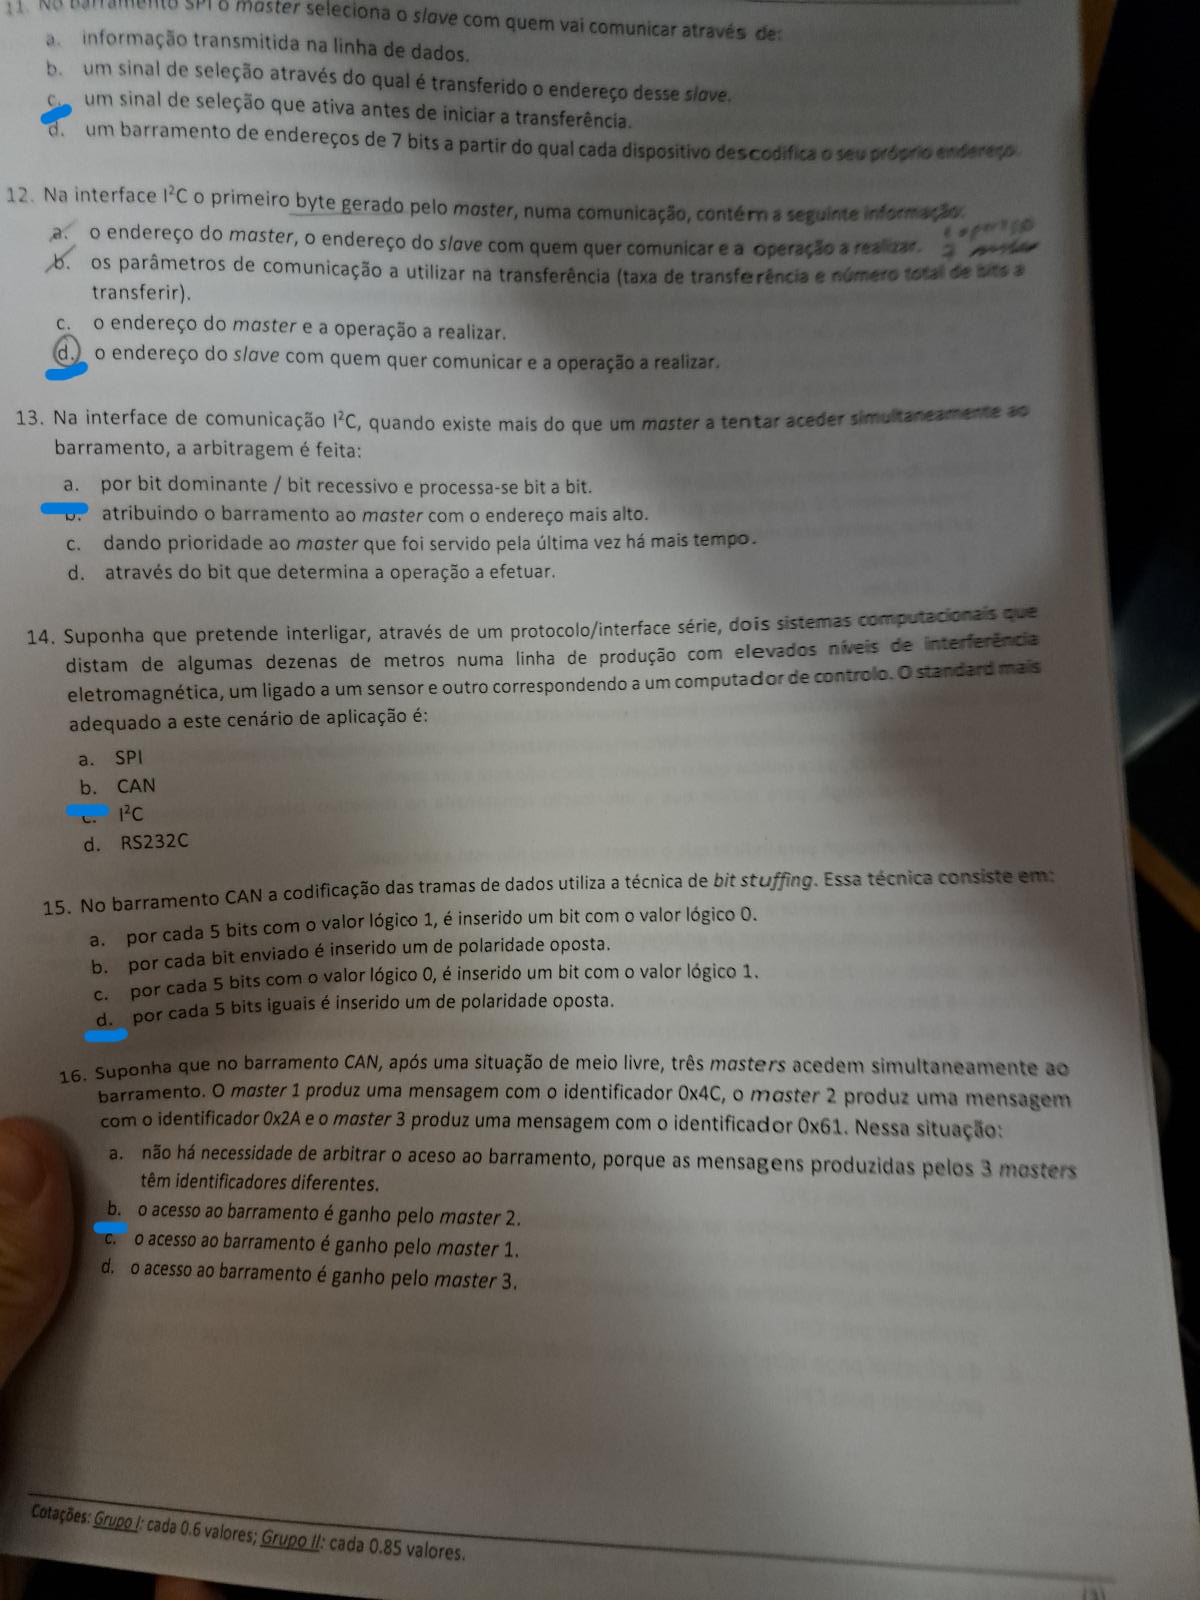 11. No barramento SPI o master seleciona o slave com quem vai comunicar através de:
a. informação transmitida na linha de dados.
b. um sinal de seleção através do qual é transferido o endereço desse slave.
c. um sinal de seleção que ativa antes de iniciar a transferência.
d. um barramento de endereços de 7 bits a partir do qual cada dispositivo descodifica o seu próprio endereço.
12. Na interface I²C o primeiro byte gerado pelo master, numa comunicação, contém a seguinte informação:
a. o endereço do master, o endereço do slave com quem quer comunicar e a operação a realizar.
b. os parâmetros de comunicação a utilizar na transferência (taxa de transferência e número total de bits a
transferir).
c. o endereço do master e a operação a realizar.
d. o endereço do slave com quem quer comunicar e a operação a realizar.
13. Na interface de comunicação I²C, quando existe mais do que um master a tentar aceder simultaneamente ao
barramento, a arbitragem é feita:
a. por bit dominante / bit recessivo e processa-se bit a bit.
b. atribuindo o barramento ao master com o endereço mais alto.
c. dando prioridade ao master que foi servido pela última vez há mais tempo.
d. através do bit que determina a operação a efetuar.
14. Suponha que pretende interligar, através de um protocolo/interface série, dois sistemas computacionais que
distam de algumas dezenas de metros numa linha de produção com elevados níveis de interferência
eletromagnética, um ligado a um sensor e outro correspondendo a um computador de controlo. O standard mais
adequado a este cenário de aplicação é:
a. SPI
b. CAN
c. I²C
d. RS232C
15. No barramento CAN a codificação das tramas de dados utiliza a técnica de bit stuffing. Essa técnica consiste em:
a. por cada 5 bits com o valor lógico 1, é inserido um bit com o valor lógico 0.
b. por cada bit enviado é inserido um de polaridade oposta.
c. por cada 5 bits com o valor lógico 0, é inserido um bit com o valor lógico 1.
d. por cada 5 bits iguais é inserido um de polaridade oposta.
16. Suponha que no barramento CAN, após uma situação de meio livre, três masters acedem simultaneamente ao
barramento. O master 1 produz uma mensagem com o identificador 0x4C, o master 2 produz uma mensagem
com o identificador 0x2A e o master 3 produz uma mensagem com o identificador 0x61. Nessa situação:
a. não há necessidade de arbitrar o aceso ao barramento, porque as mensagens produzidas pelos 3 masters
têm identificadores diferentes.
b. o acesso ao barramento é ganho pelo master 2.
c. o acesso ao barramento é ganho pelo master 1.
d. o acesso ao barramento é ganho pelo master 3.
Cotações: Grupo I: cada 0.6 valores; Grupo II: cada 0.85 valores.